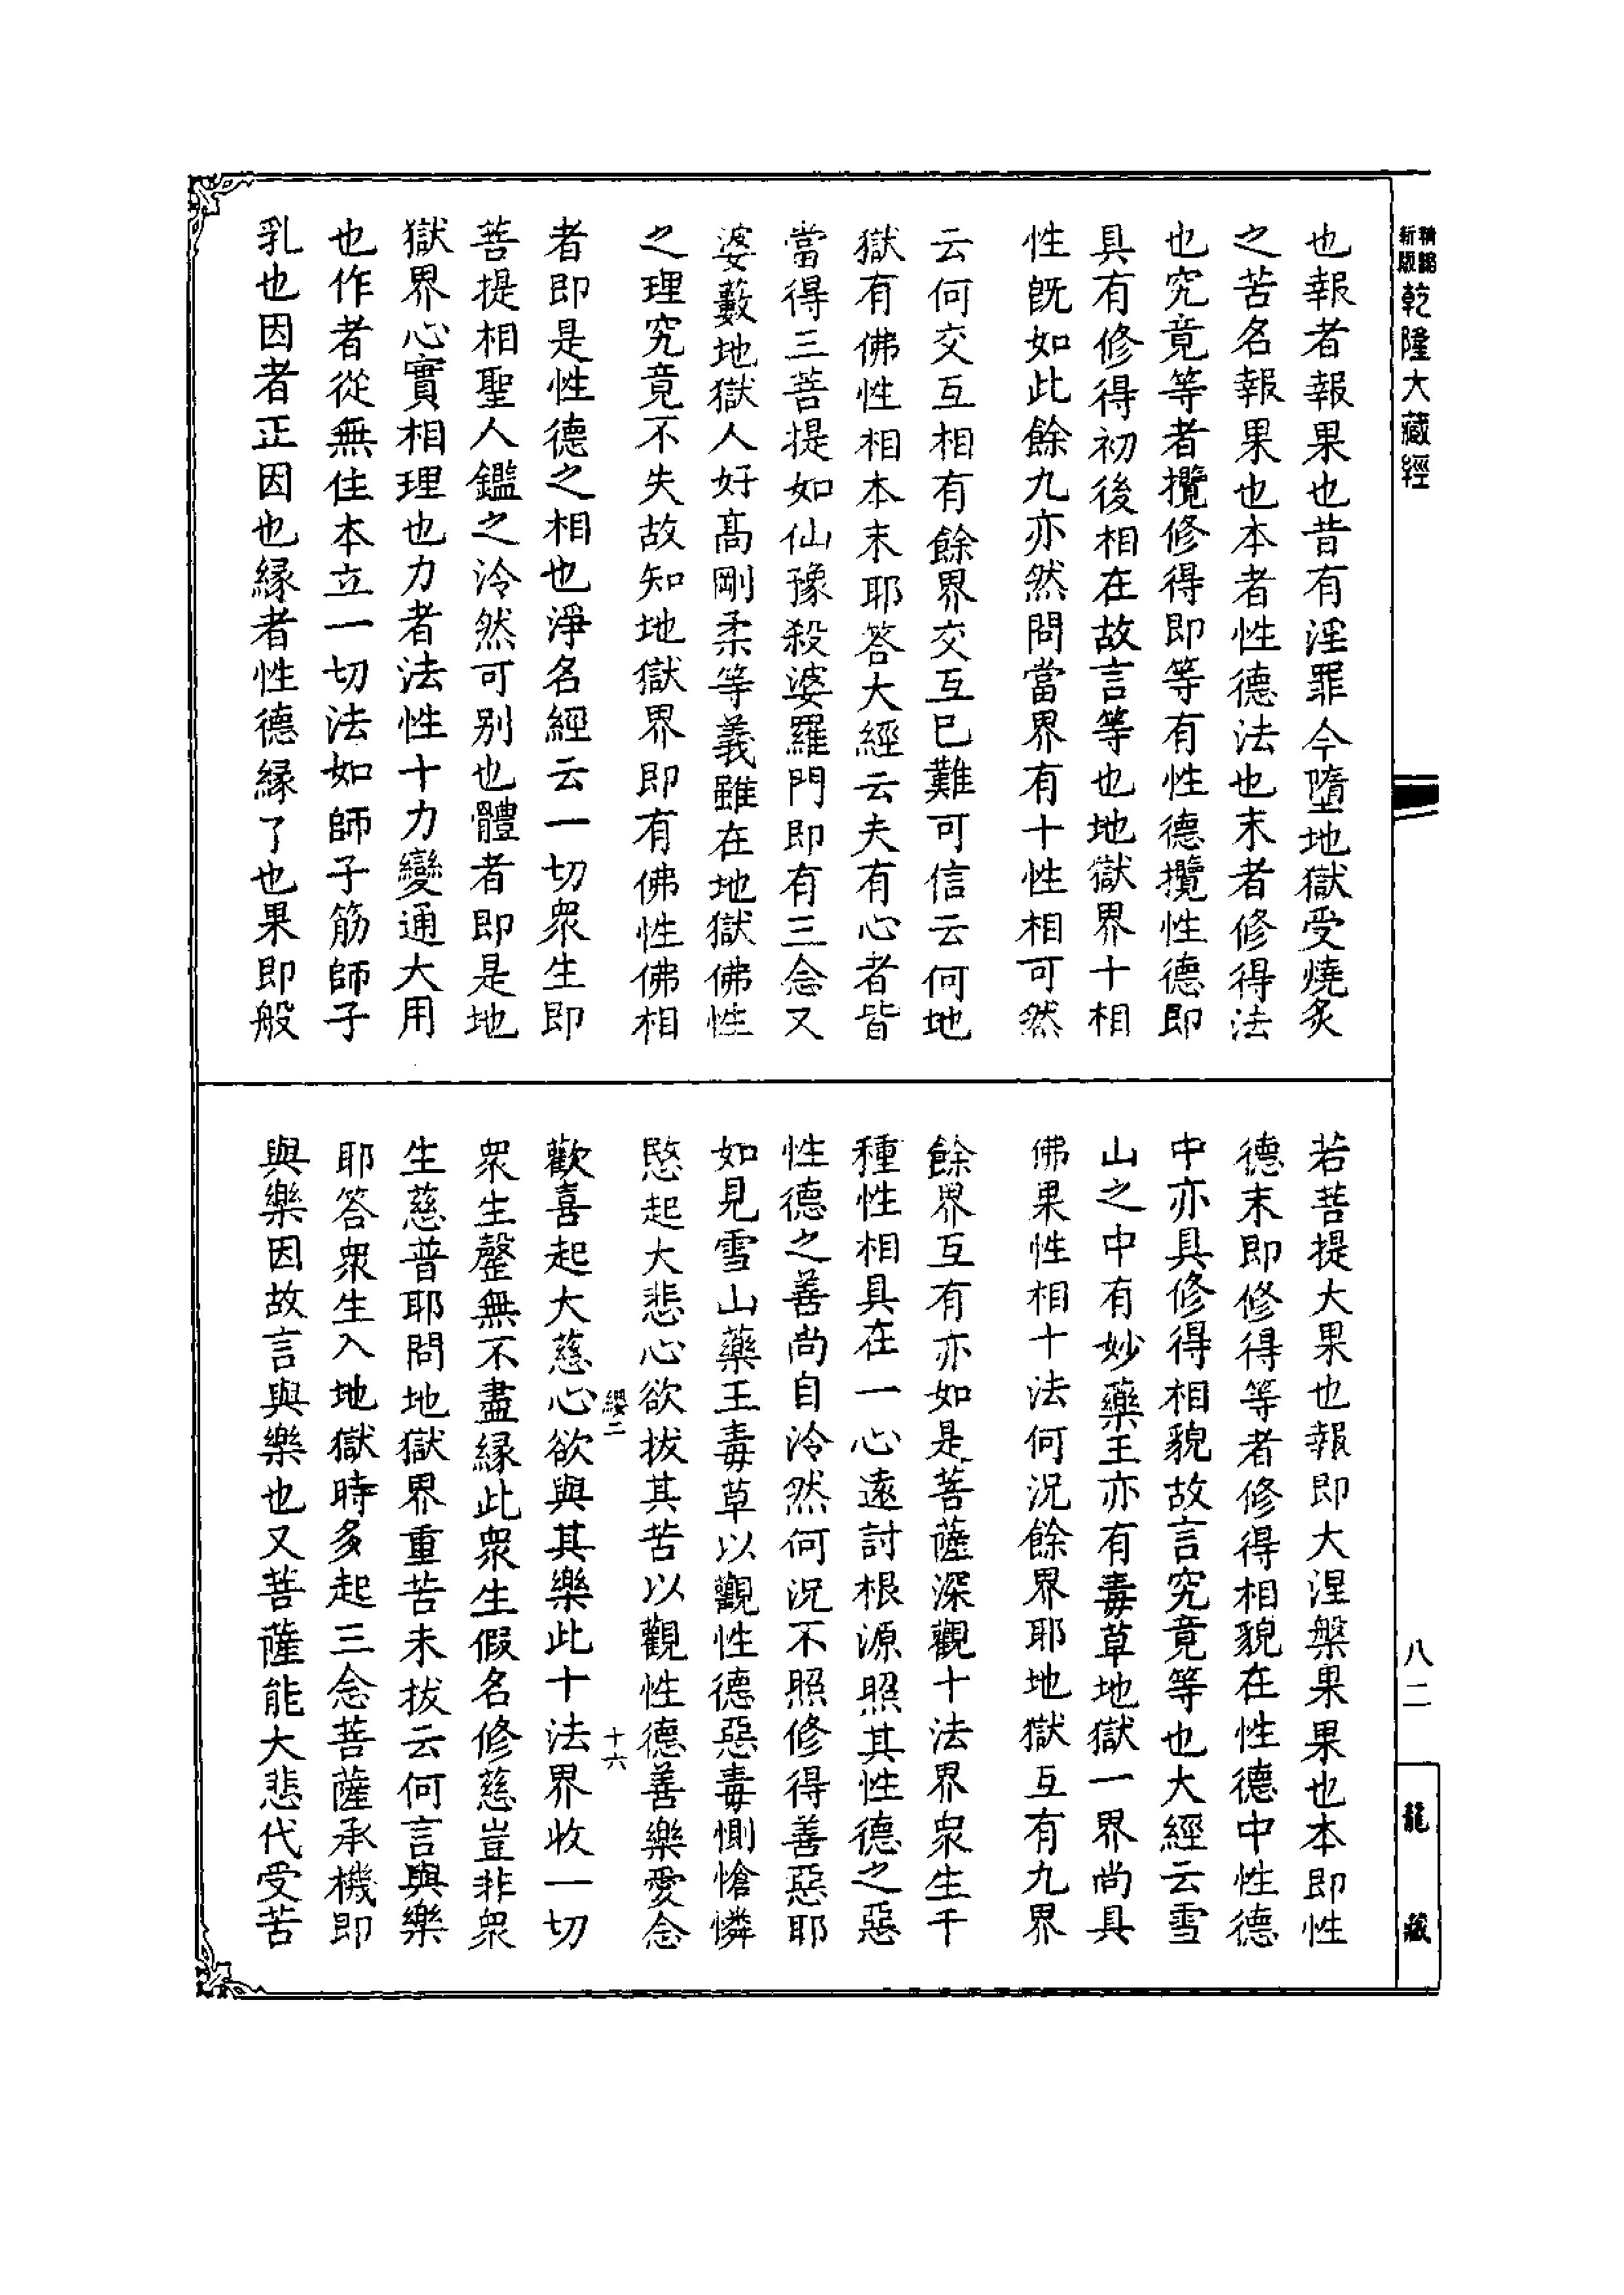 精縮新版乾隆大藏經
也報者報果也昔有淫罪今墮地獄受燒炙
之苦名報果也本者性德法也末者修得法
也究竟等者攬修得即等有性德攬性德即
具有修得初後相在故言等也地獄界十相
性旣如此餘九亦然問當界有十性相可然
云何交互相有餘界交互已難可信云何地
獄有佛性相本末耶答大經云夫有心者皆
當得三菩提如仙豫殺婆羅門即有三念又
婆藪地獄人好高剛柔等義雖在地獄佛性
之理究竟不失故知地獄界即有佛性佛相
者即是性德之相也淨名經云一切衆生即
菩提相聖人鑑之泠然可別也體者即是地
獄界心實相理也力者法性十力變通大用
也作者從無住本立一切法如師子筋師子
乳也因者正因也緣者性德緣了也果即般
若菩提大果也報即大涅槃果果也本即性
德末即修得等者修得相貌在性德中性德
中亦具修得相貌故言究竟等也大經云雪
山之中有妙藥王亦有毒草地獄一界尚具
佛果性相十法何況餘界耶地獄互有九界
餘界互有亦如是菩薩深觀十法界衆生千
種性相具在一心遠討根源照其性德之惡
性德之善尚自泠然何況不照修得善惡耶
如見雪山藥王毒草以觀性德惡毒惻愴憐
愍起大悲心欲拔其苦以觀性德善樂愛念
纓二 十六
歡喜起大慈心欲與其樂此十法界收一切
衆生罄無不盡緣此衆生假名修慈豈非衆
生慈普耶問地獄界重苦未拔云何言與樂
耶答衆生入地獄時多起三念菩薩承機即
與樂因故言與樂也又菩薩能大悲代受苦
八二
龍藏